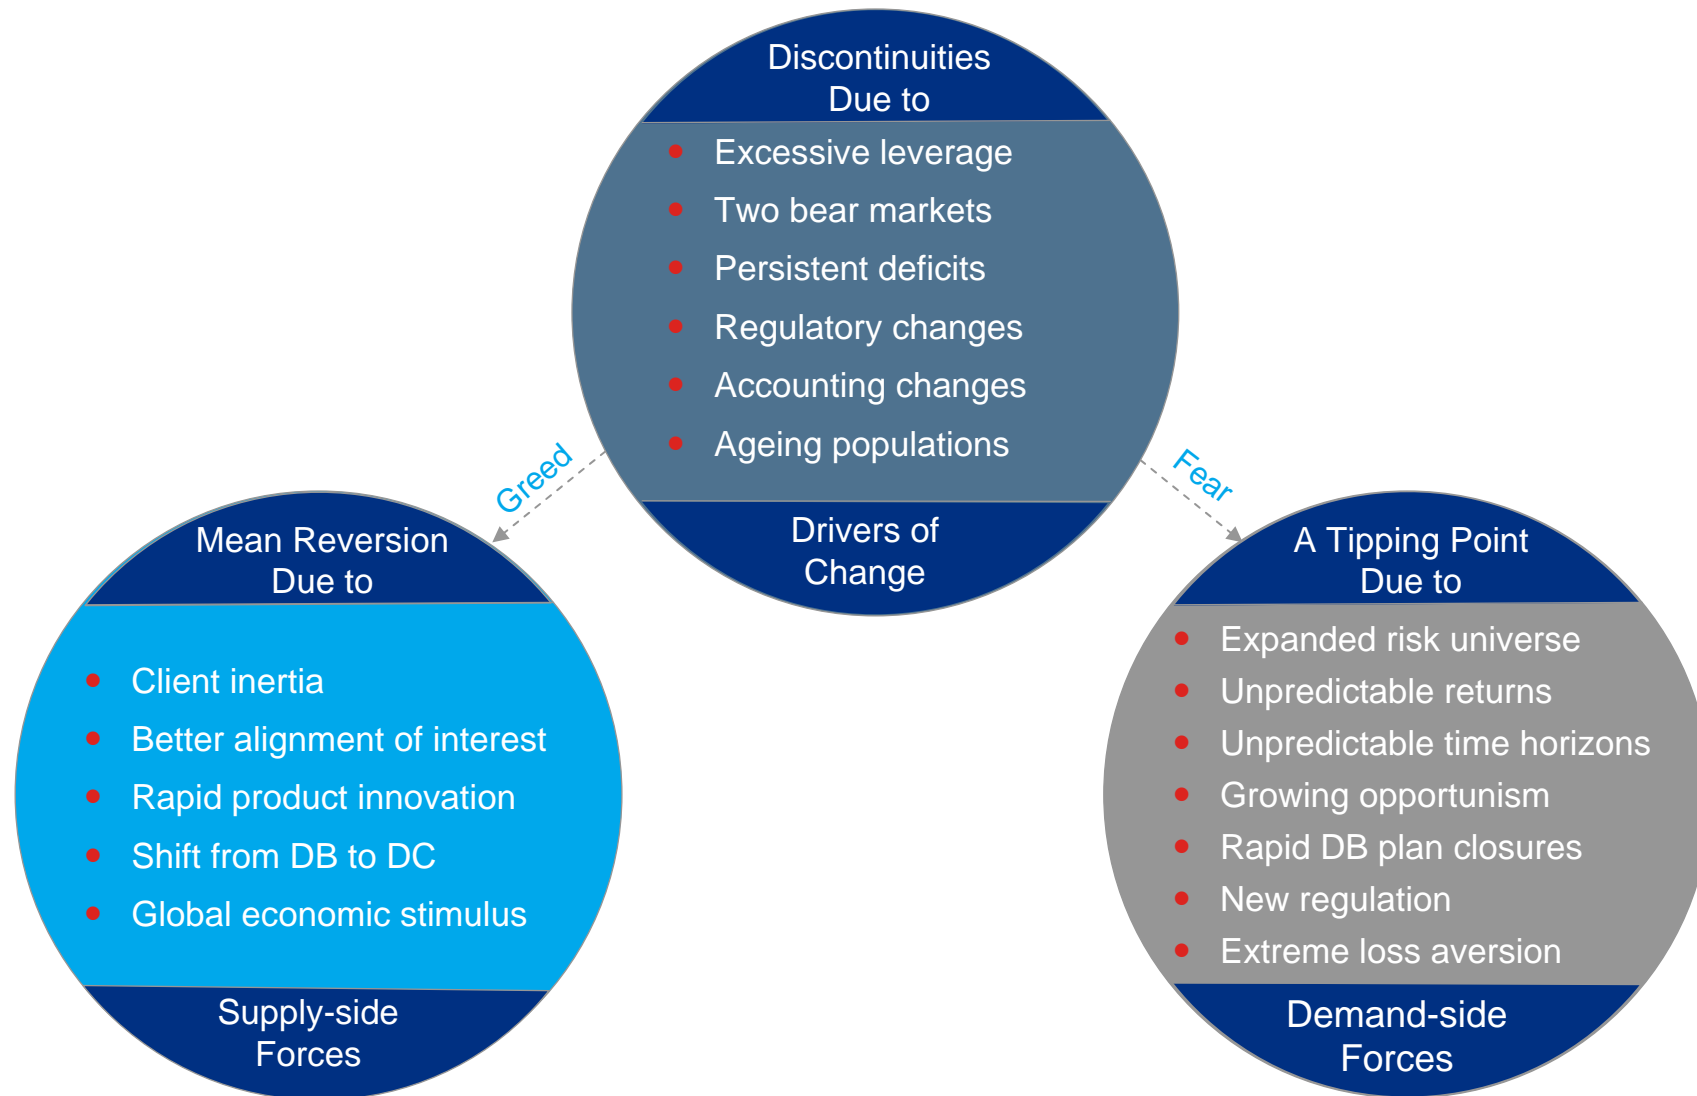 Discontinuities
Due to
Excessive leverage
Two bear markets
Persistent deficits
Regulatory changes
Accounting changes
Ageing populations
Drivers of
Change
Greed
Fear
Mean Reversion
Due to
Client inertia
Better alignment of interest
Rapid product innovation
Shift from DB to DC
Global economic stimulus
Supply-side
Forces
A Tipping Point
Due to
Expanded risk universe
Unpredictable returns
Unpredictable time horizons
Growing opportunism
Rapid DB plan closures
New regulation
Extreme loss aversion
Demand-side
Forces